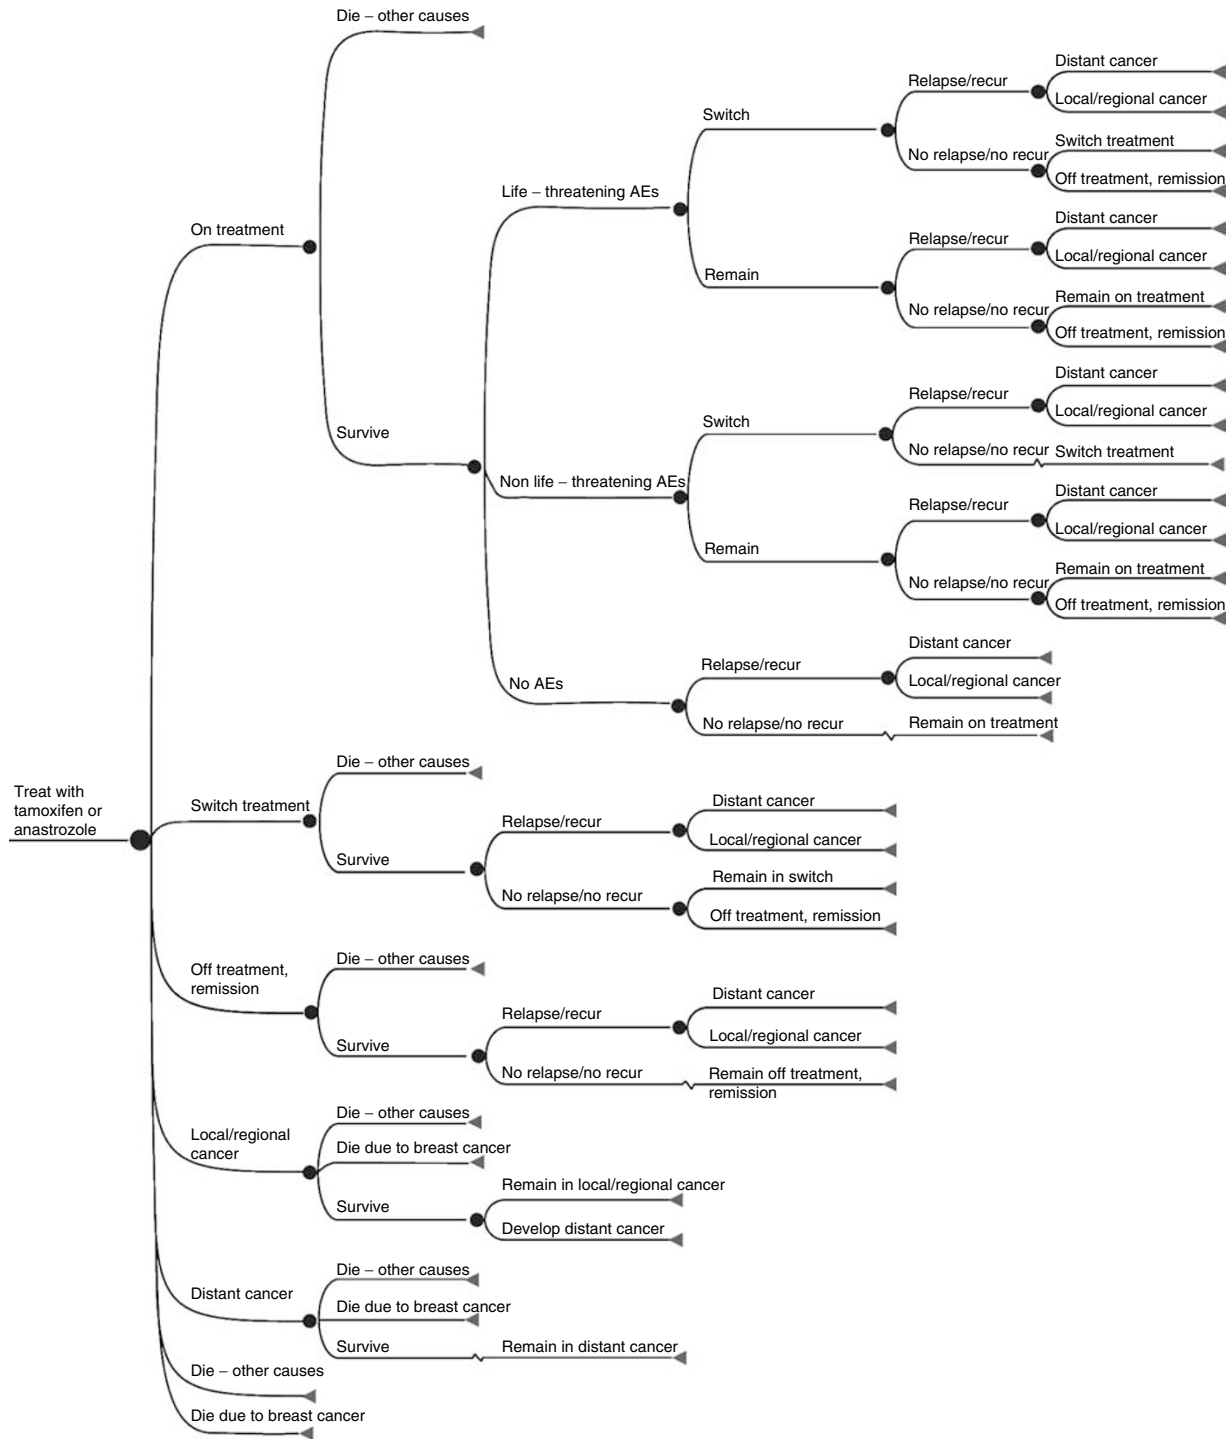 Die – other causes
Distant cancer
Relapse/recur
Local/regional cancer
Switch
Switch treatment
No relapse/no recur
Off treatment, remission
Life – threatening AEs
Distant cancer
On treatment
Relapse/recur
Local/regional cancer
Remain
Remain on treatment
No relapse/no recur
Off treatment, remission
Distant cancer
Relapse/recur
Local/regional cancer
Switch
Survive
No relapse/no recur
Switch treatment
Non life – threatening AEs
Distant cancer
Relapse/recur
Local/regional cancer
Remain
Remain on treatment
No relapse/no recur
Off treatment, remission
Distant cancer
Relapse/recur
Local/regional cancer
No AEs
No relapse/no recur
Remain on treatment
Die – other causes
Treat with
tamoxifen or
anastrozole
Switch treatment
Distant cancer
Relapse/recur
Local/regional cancer
Survive
Remain in switch
No relapse/no recur
Off treatment, remission
Die – other causes
Off treatment,
remission
Distant cancer
Relapse/recur
Local/regional cancer
Survive
No relapse/no recur
Remain off treatment,
remission
Die – other causes
Local/regional
cancer
Die due to breast cancer
Remain in local/regional cancer
Survive
Develop distant cancer
Die – other causes
Distant cancer
Die due to breast cancer
Survive
Remain in distant cancer
Die – other causes
Die due to breast cancer